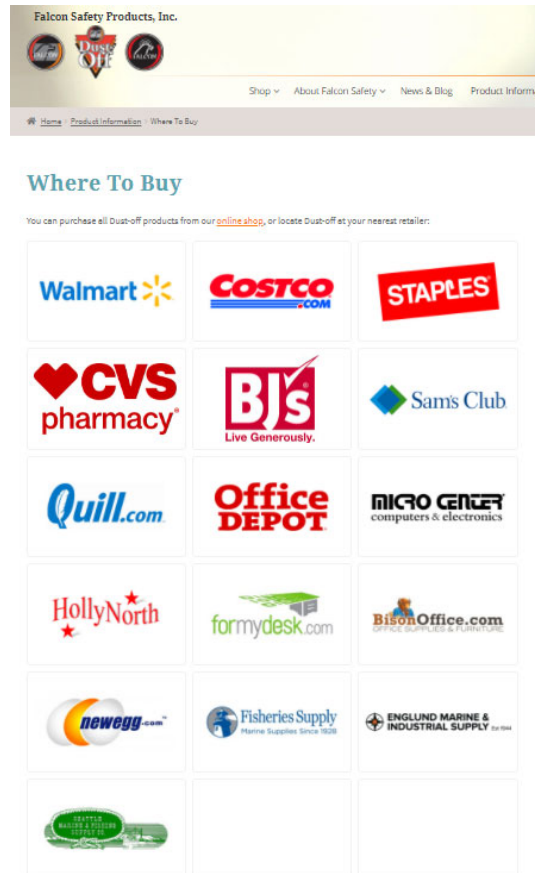 Falcon Safety Products, Inc.
FALCON
Dust
Off
FALCON
Shop
About Falcon Safety
News & Blog
Product Inform
Home > Product Information > Where To Buy
Where To Buy
You can purchase all Dust-off products from our online shop, or locate Dust-off at your nearest retailer:
Walmart
COSTCO
.COM
STAPLES
CVS
pharmacy
BJ's
Live Generously.
Sam's Club
Quill.com
Office
DEPOT
MICRO CENTER
computers & electronics
HollyNorth
formydesk.com
BisonOffice.com
OFFICE SUPPLIES & FURNITURE
newegg.com
Fisheries Supply
Marine Supplies Since 1928
ENGLUND MARINE &
INDUSTRIAL SUPPLY Est 1944
SEATTLE
MARINE & FISHING
SUPPLY CO.